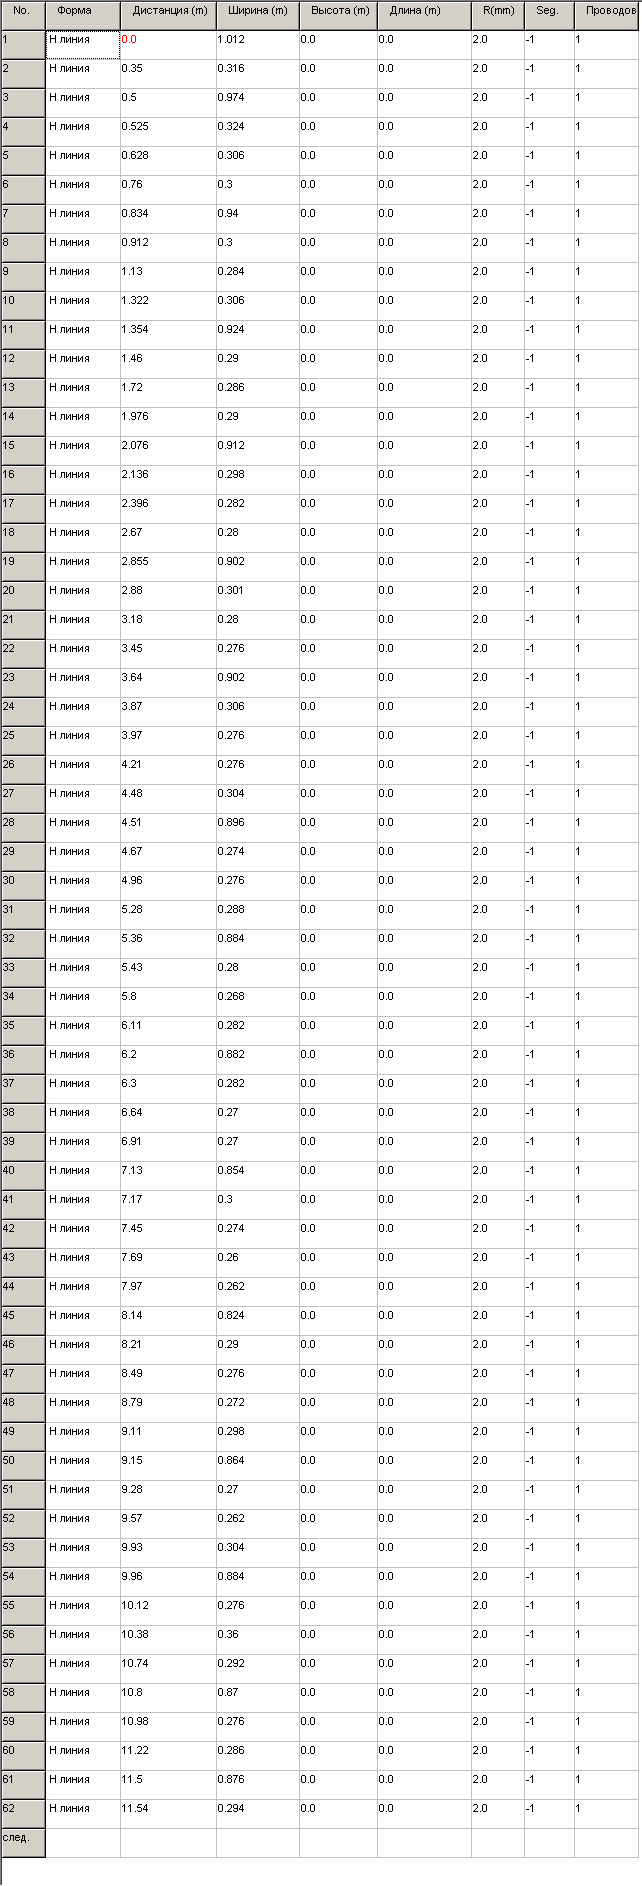 No. Форма Дистанция (m) Ширина (m) Высота (m) Длина (m) R(mm) Seg. Проводов
1 Н линия 0.0 1.012 0.0 0.0 2.0 -1 1
2 Н линия 0.35 0.316 0.0 0.0 2.0 -1 1
3 Н линия 0.5 0.974 0.0 0.0 2.0 -1 1
4 Н линия 0.525 0.324 0.0 0.0 2.0 -1 1
5 Н линия 0.628 0.306 0.0 0.0 2.0 -1 1
6 Н линия 0.76 0.3 0.0 0.0 2.0 -1 1
7 Н линия 0.834 0.94 0.0 0.0 2.0 -1 1
8 Н линия 0.912 0.3 0.0 0.0 2.0 -1 1
9 Н линия 1.13 0.284 0.0 0.0 2.0 -1 1
10 Н линия 1.322 0.306 0.0 0.0 2.0 -1 1
11 Н линия 1.354 0.924 0.0 0.0 2.0 -1 1
12 Н линия 1.46 0.29 0.0 0.0 2.0 -1 1
13 Н линия 1.72 0.286 0.0 0.0 2.0 -1 1
14 Н линия 1.976 0.29 0.0 0.0 2.0 -1 1
15 Н линия 2.076 0.912 0.0 0.0 2.0 -1 1
16 Н линия 2.136 0.298 0.0 0.0 2.0 -1 1
17 Н линия 2.396 0.282 0.0 0.0 2.0 -1 1
18 Н линия 2.67 0.28 0.0 0.0 2.0 -1 1
19 Н линия 2.855 0.902 0.0 0.0 2.0 -1 1
20 Н линия 2.88 0.301 0.0 0.0 2.0 -1 1
21 Н линия 3.18 0.28 0.0 0.0 2.0 -1 1
22 Н линия 3.45 0.276 0.0 0.0 2.0 -1 1
23 Н линия 3.64 0.902 0.0 0.0 2.0 -1 1
24 Н линия 3.87 0.306 0.0 0.0 2.0 -1 1
25 Н линия 3.97 0.276 0.0 0.0 2.0 -1 1
26 Н линия 4.21 0.276 0.0 0.0 2.0 -1 1
27 Н линия 4.48 0.304 0.0 0.0 2.0 -1 1
28 Н линия 4.51 0.896 0.0 0.0 2.0 -1 1
29 Н линия 4.67 0.274 0.0 0.0 2.0 -1 1
30 Н линия 4.96 0.276 0.0 0.0 2.0 -1 1
31 Н линия 5.28 0.288 0.0 0.0 2.0 -1 1
32 Н линия 5.36 0.884 0.0 0.0 2.0 -1 1
33 Н линия 5.43 0.28 0.0 0.0 2.0 -1 1
34 Н линия 5.8 0.268 0.0 0.0 2.0 -1 1
35 Н линия 6.11 0.282 0.0 0.0 2.0 -1 1
36 Н линия 6.2 0.882 0.0 0.0 2.0 -1 1
37 Н линия 6.3 0.282 0.0 0.0 2.0 -1 1
38 Н линия 6.64 0.27 0.0 0.0 2.0 -1 1
39 Н линия 6.91 0.27 0.0 0.0 2.0 -1 1
40 Н линия 7.13 0.854 0.0 0.0 2.0 -1 1
41 Н линия 7.17 0.3 0.0 0.0 2.0 -1 1
42 Н линия 7.45 0.274 0.0 0.0 2.0 -1 1
43 Н линия 7.69 0.26 0.0 0.0 2.0 -1 1
44 Н линия 7.97 0.262 0.0 0.0 2.0 -1 1
45 Н линия 8.14 0.824 0.0 0.0 2.0 -1 1
46 Н линия 8.21 0.29 0.0 0.0 2.0 -1 1
47 Н линия 8.49 0.276 0.0 0.0 2.0 -1 1
48 Н линия 8.79 0.272 0.0 0.0 2.0 -1 1
49 Н линия 9.11 0.298 0.0 0.0 2.0 -1 1
50 Н линия 9.15 0.864 0.0 0.0 2.0 -1 1
51 Н линия 9.28 0.27 0.0 0.0 2.0 -1 1
52 Н линия 9.57 0.262 0.0 0.0 2.0 -1 1
53 Н линия 9.93 0.304 0.0 0.0 2.0 -1 1
54 Н линия 9.96 0.884 0.0 0.0 2.0 -1 1
55 Н линия 10.12 0.276 0.0 0.0 2.0 -1 1
56 Н линия 10.38 0.36 0.0 0.0 2.0 -1 1
57 Н линия 10.74 0.292 0.0 0.0 2.0 -1 1
58 Н линия 10.8 0.87 0.0 0.0 2.0 -1 1
59 Н линия 10.98 0.276 0.0 0.0 2.0 -1 1
60 Н линия 11.22 0.286 0.0 0.0 2.0 -1 1
61 Н линия 11.5 0.876 0.0 0.0 2.0 -1 1
62 Н линия 11.54 0.294 0.0 0.0 2.0 -1 1
след.